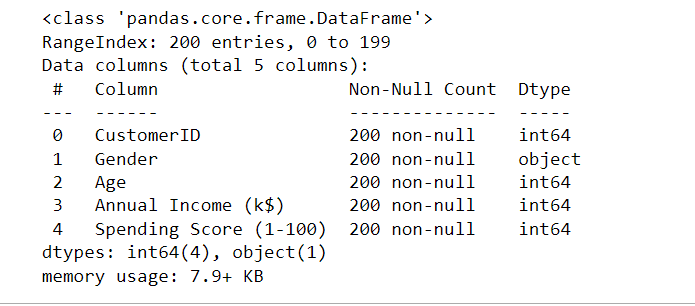 <class 'pandas.core.frame.DataFrame'>
RangeIndex: 200 entries, 0 to 199
Data columns (total 5 columns):
 #   Column                  Non-Null Count  Dtype
---  ------                  --------------  -----
 0   CustomerID              200 non-null    int64
 1   Gender                  200 non-null    object
 2   Age                     200 non-null    int64
 3   Annual Income (k$)      200 non-null    int64
 4   Spending Score (1-100)  200 non-null    int64
dtypes: int64(4), object(1)
memory usage: 7.9+ KB